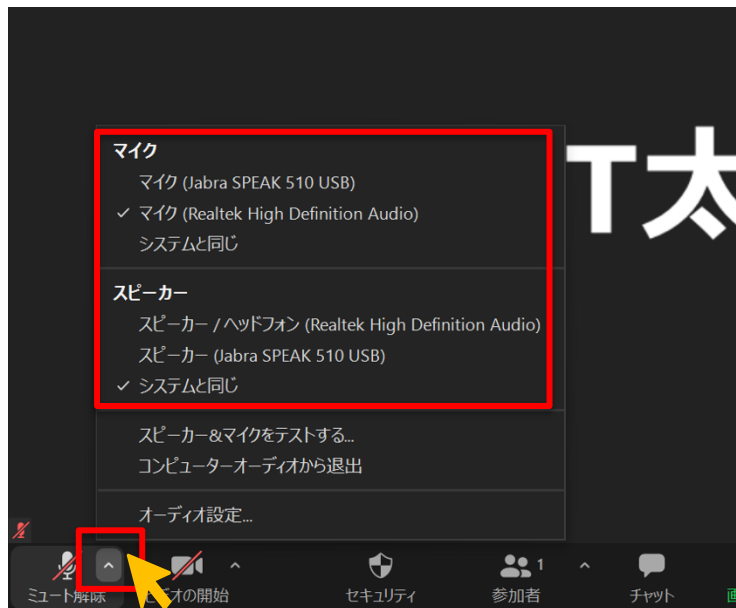 T太
マイク
マイク (Jabra SPEAK 510 USB)
✓ マイク (Realtek High Definition Audio)
システムと同じ
スピーカー
スピーカー / ヘッドフォン (Realtek High Definition Audio)
スピーカー (Jabra SPEAK 510 USB)
✓ システムと同じ
スピーカー&マイクをテストする...
コンピューターオーディオから退出
オーディオ設定...
ミュート解除 オの開始 セキュリティ 参加者 1 チャット 画